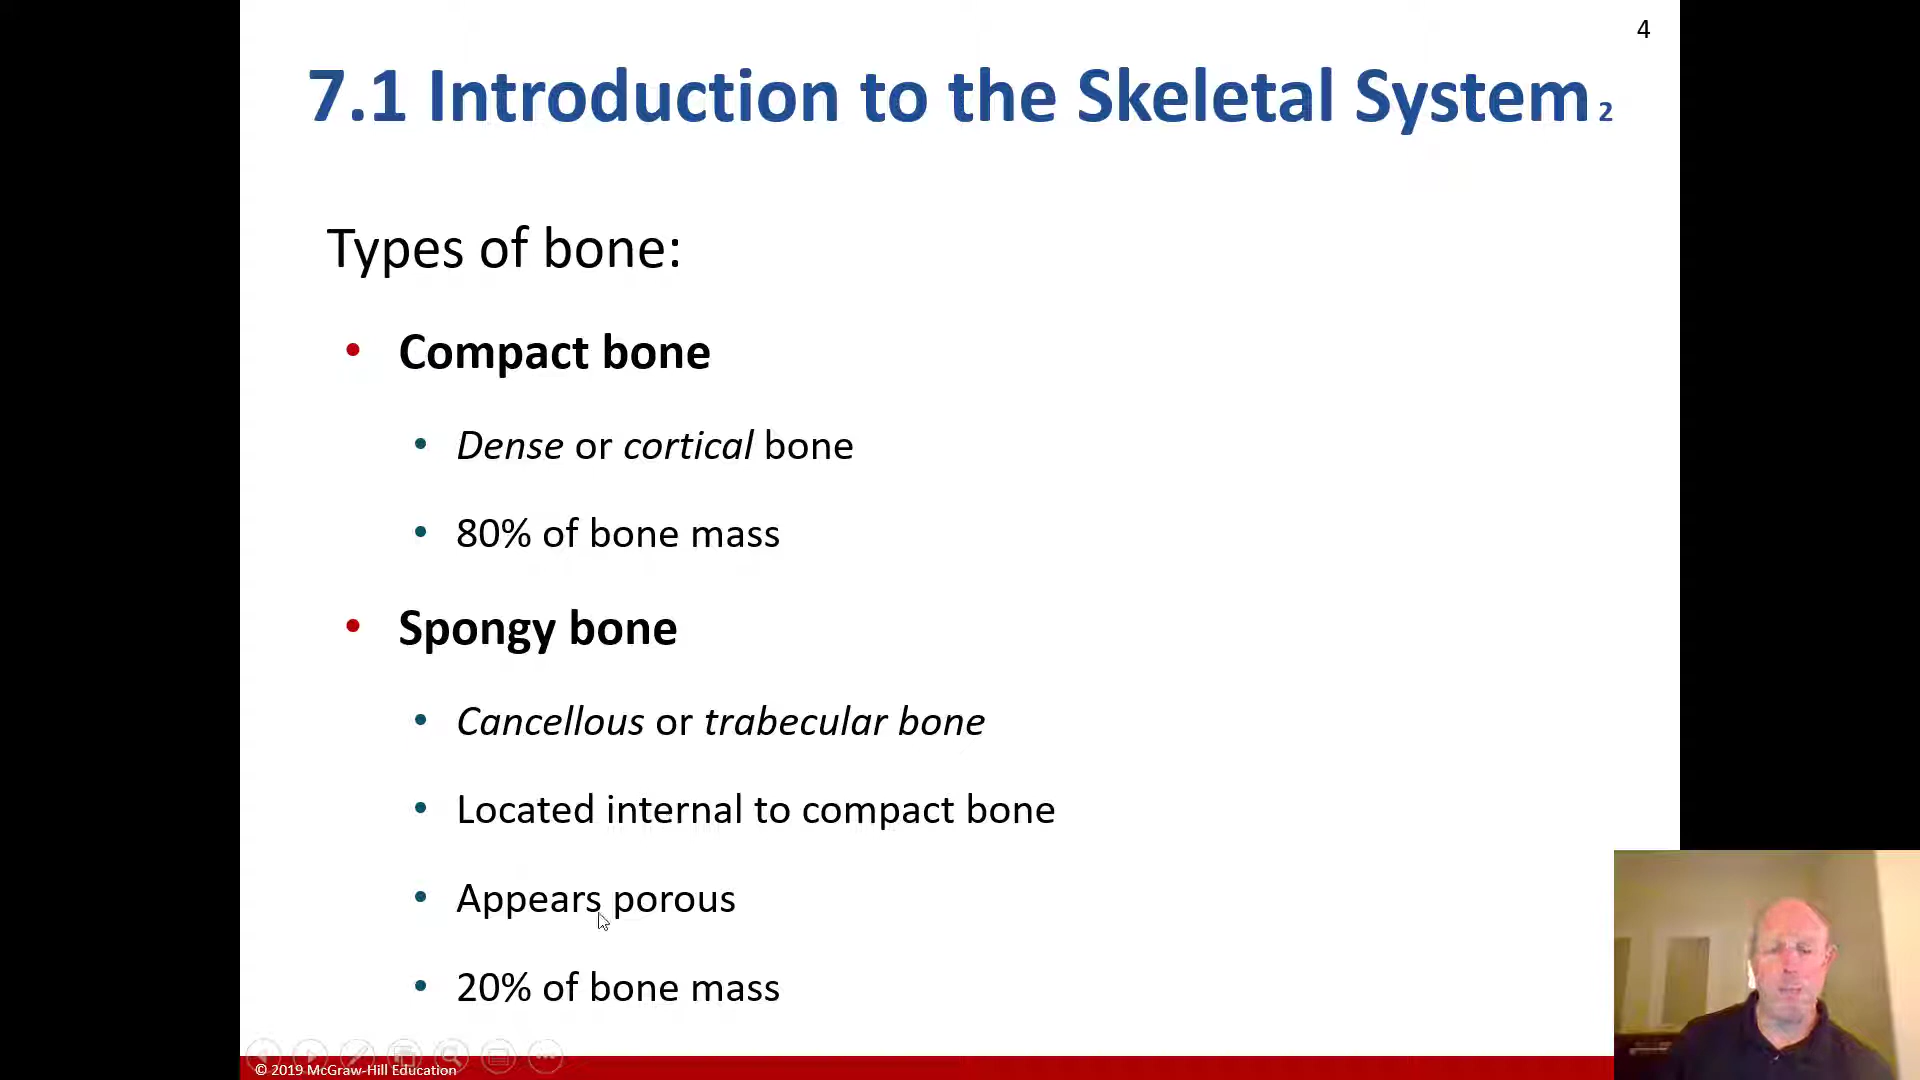 4
7.1 Introduction to the Skeletal System 2
Types of bone:
• Compact bone
• Dense or cortical bone
• 80% of bone mass
• Spongy bone
• Cancellous or trabecular bone
• Located internal to compact bone
• Appears porous
• 20% of bone mass
© 2019 McGraw-Hill Education